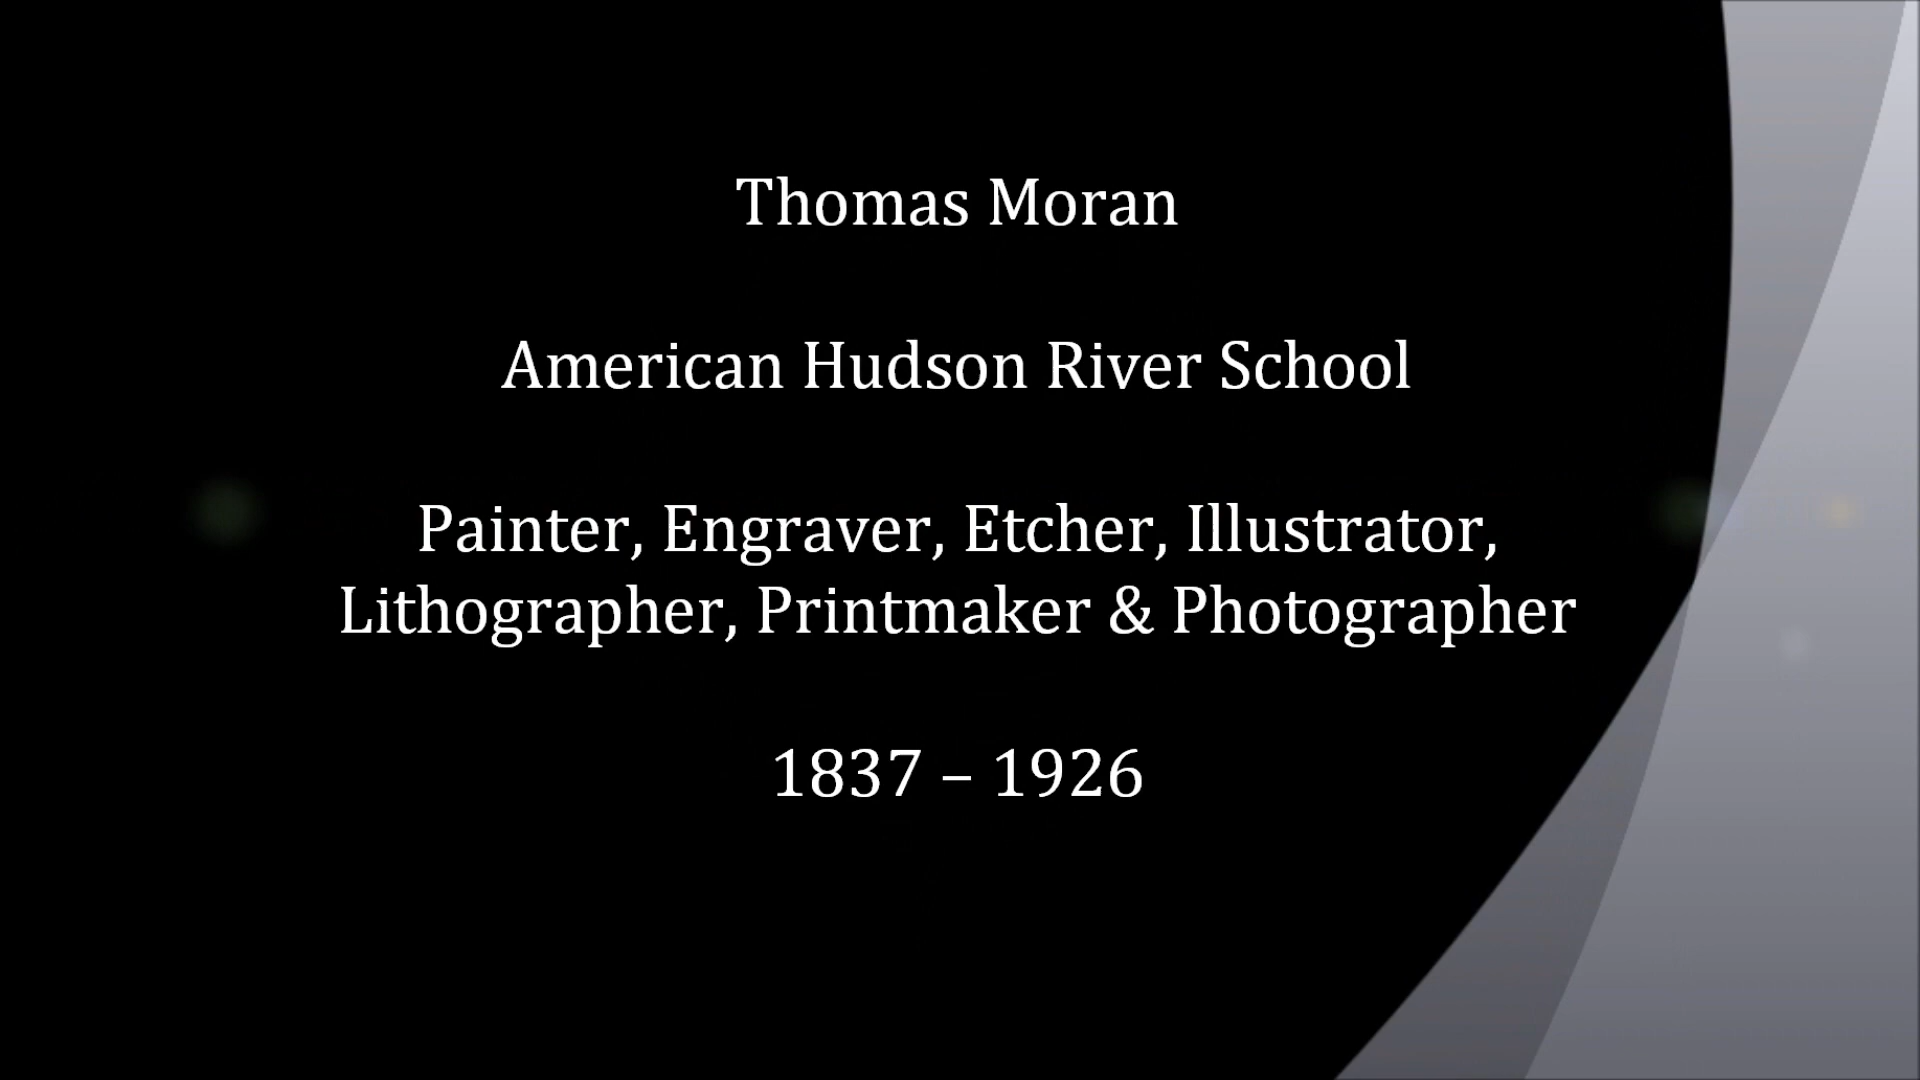 Thomas Moran
American Hudson River School
Painter, Engraver, Etcher, Illustrator,
Lithographer, Printmaker & Photographer
1837 – 1926